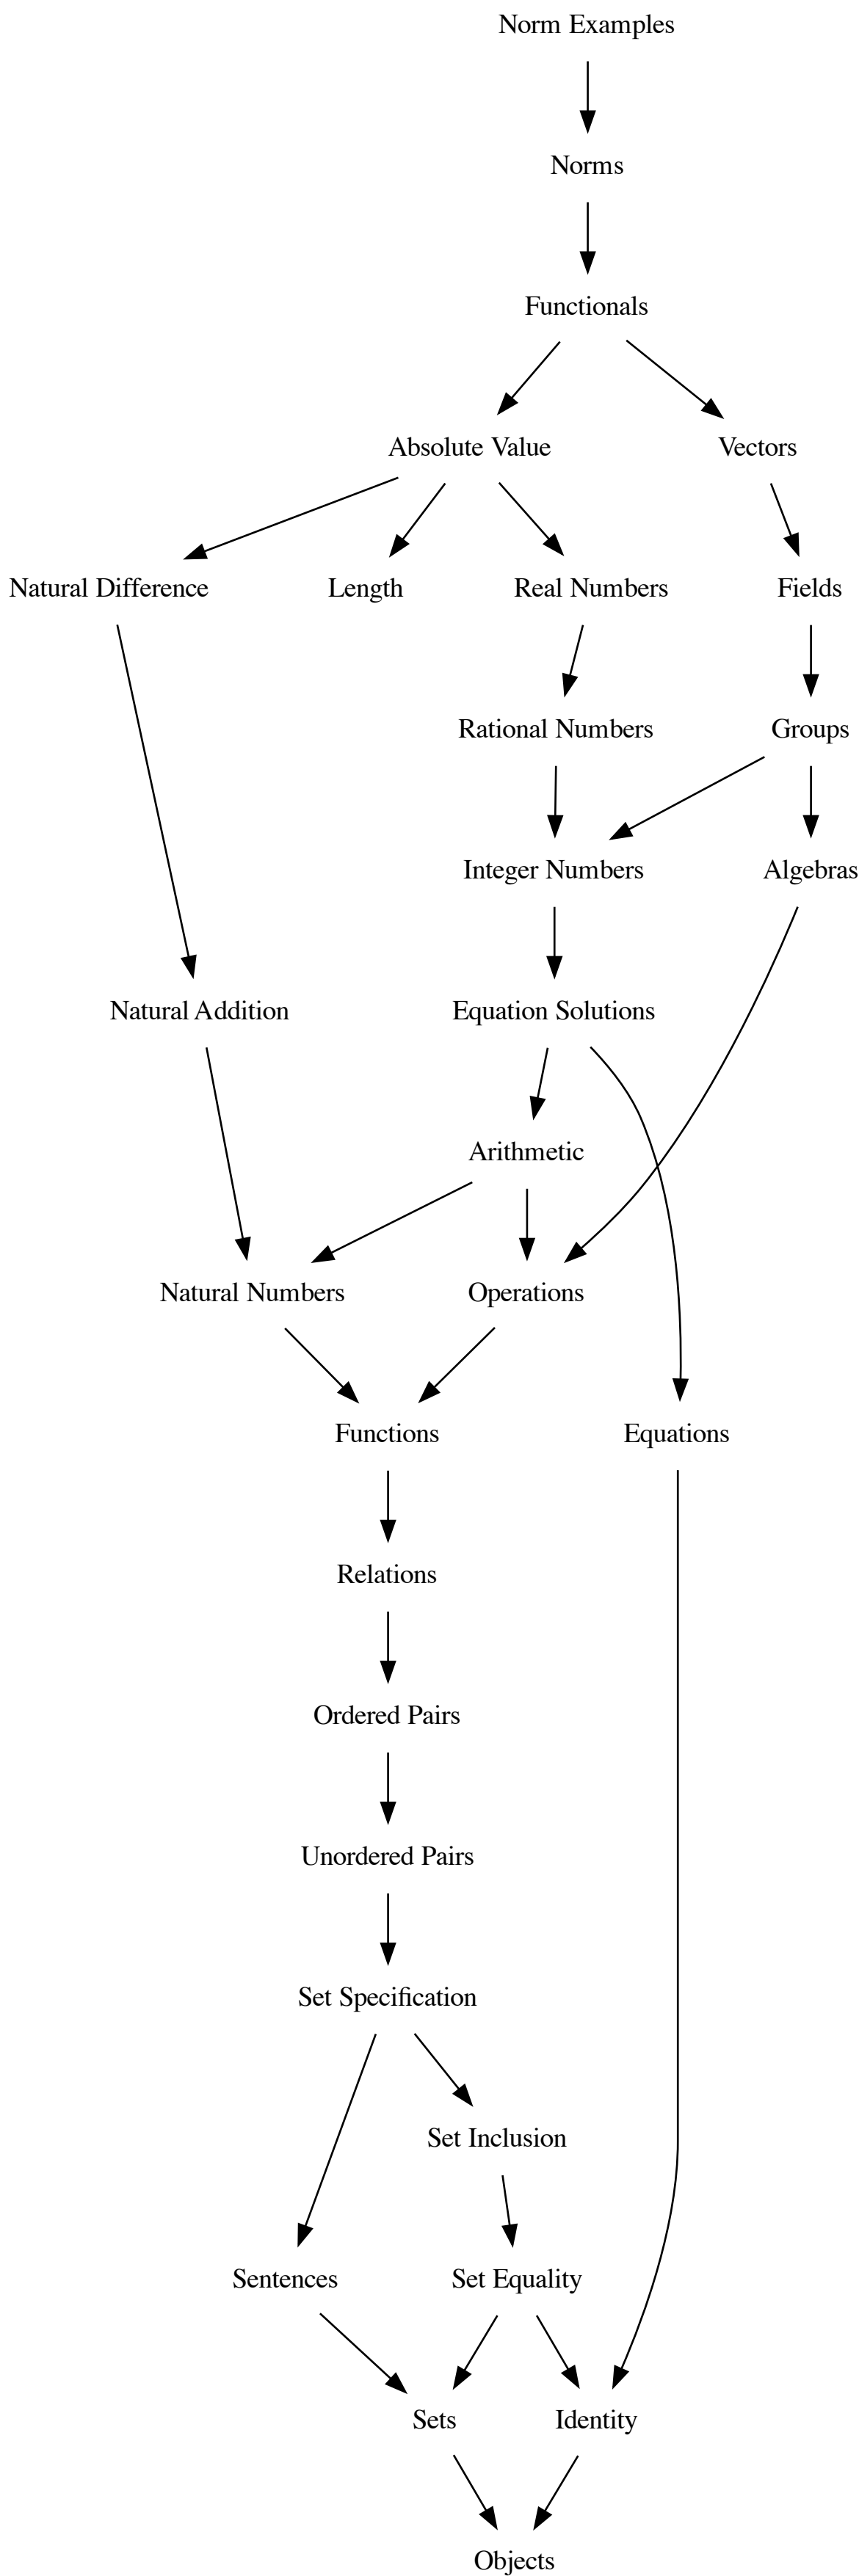 Norm Examples
Norms
Functionals
Absolute Value
Vectors
Natural Difference
Length
Real Numbers
Fields
Rational Numbers
Groups
Integer Numbers
Algebras
Natural Addition
Equation Solutions
Arithmetic
Natural Numbers
Operations
Functions
Equations
Relations
Ordered Pairs
Unordered Pairs
Set Specification
Set Inclusion
Sentences
Set Equality
Sets
Identity
Objects